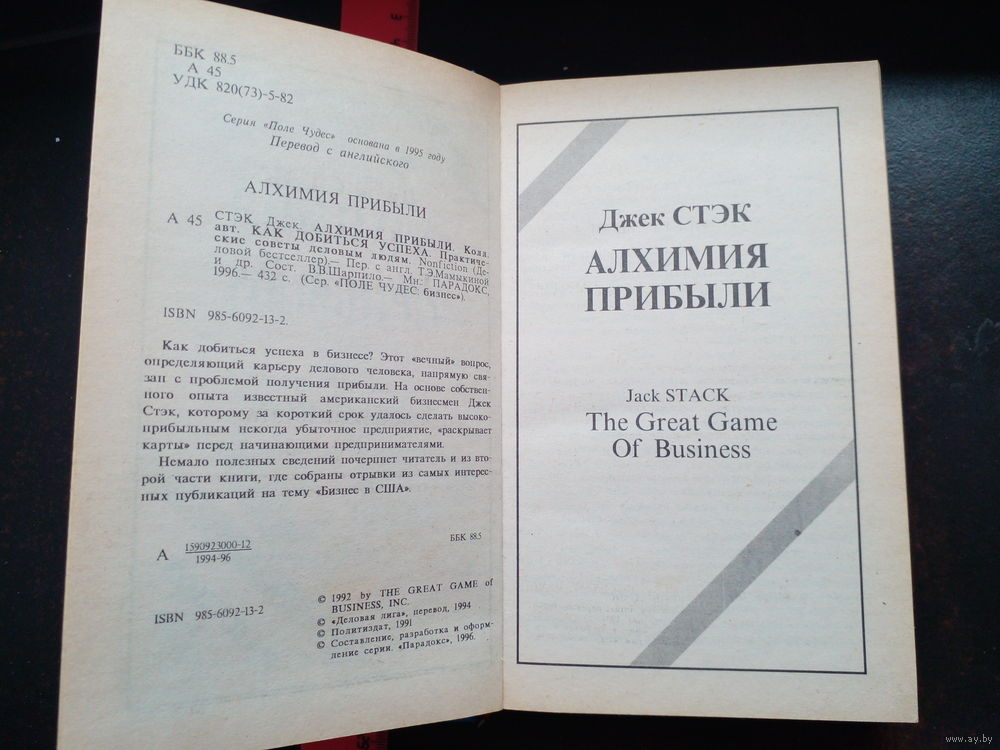 ББК 88.5
А 45
УДК 820(73)-5-82
Серия «Поле Чудес» основана в 1995 году
Перевод с английского
АЛХИМИЯ ПРИБЫЛИ
А 45 СТЭК Джек. АЛХИМИЯ ПРИБЫЛИ. Колл.
авт. КАК ДОБИТЬСЯ УСПЕХА. Практиче-
ские советы деловым людям. Nonfiction (Де-
ловой бестселлер).— Пер. с англ. Т.Э.Мамыкиной
и др. Сост. В.В.Шарпило.— Мн: ПАРАДОКС,
1996.— 432 с. (Сер. «ПОЛЕ ЧУДЕС: бизнес»).
ISBN 985-6092-13-2.
Как добиться успеха в бизнесе? Этот «вечный» вопрос,
определяющий карьеру делового человека, напрямую свя-
зан с проблемой получения прибыли. На основе собствен-
ного опыта известный американский бизнесмен Джек
Стэк, которому за короткий срок удалось сделать высоко-
прибыльным некогда убыточное предприятие, «раскрывает
карты» перед начинающими предпринимателями.
Немало полезных сведений почерпнет читатель и из вто-
рой части книги, где собраны отрывки из самых интерес-
ных публикаций на тему «Бизнес в США».
А 1590923000-12
1994-96
ББК 88.5
ISBN 985-6092-13-2
© 1992 by THE GREAT GAME of
BUSINESS, INC.
© «Деловая лига», перевод, 1994
© Политиздат, 1991
© Составление, разработка и оформ-
ление серии. «Парадокс», 1996.
Джек СТЭК
АЛХИМИЯ
ПРИБЫЛИ
Jack STACK
The Great Game
Of Business
www.ay.by